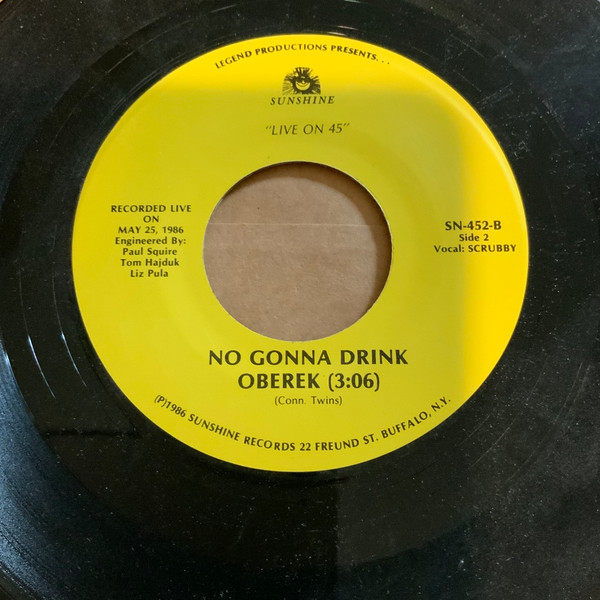 LEGEND PRODUCTIONS PRESENTS. . .
SUNSHINE
"LIVE ON 45"
RECORDED LIVE
ON
MAY 25, 1986
Engineered By:
Paul Squire
Tom Hajduk
Liz Pula
SN-452-B
Side 2
Vocal: SCRUBBY
NO GONNA DRINK
OBEREK (3:06)
(Conn. Twins)
(P)1986 SUNSHINE RECORDS 22 FREUND ST. BUFFALO, N.Y.